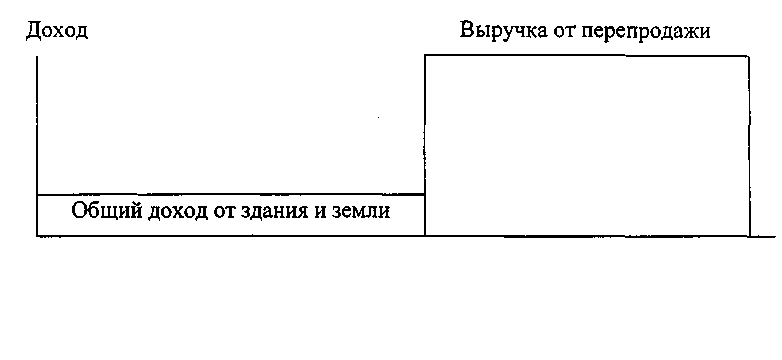 Доход
Выручка от перепродажи
Общий доход от здания и земли